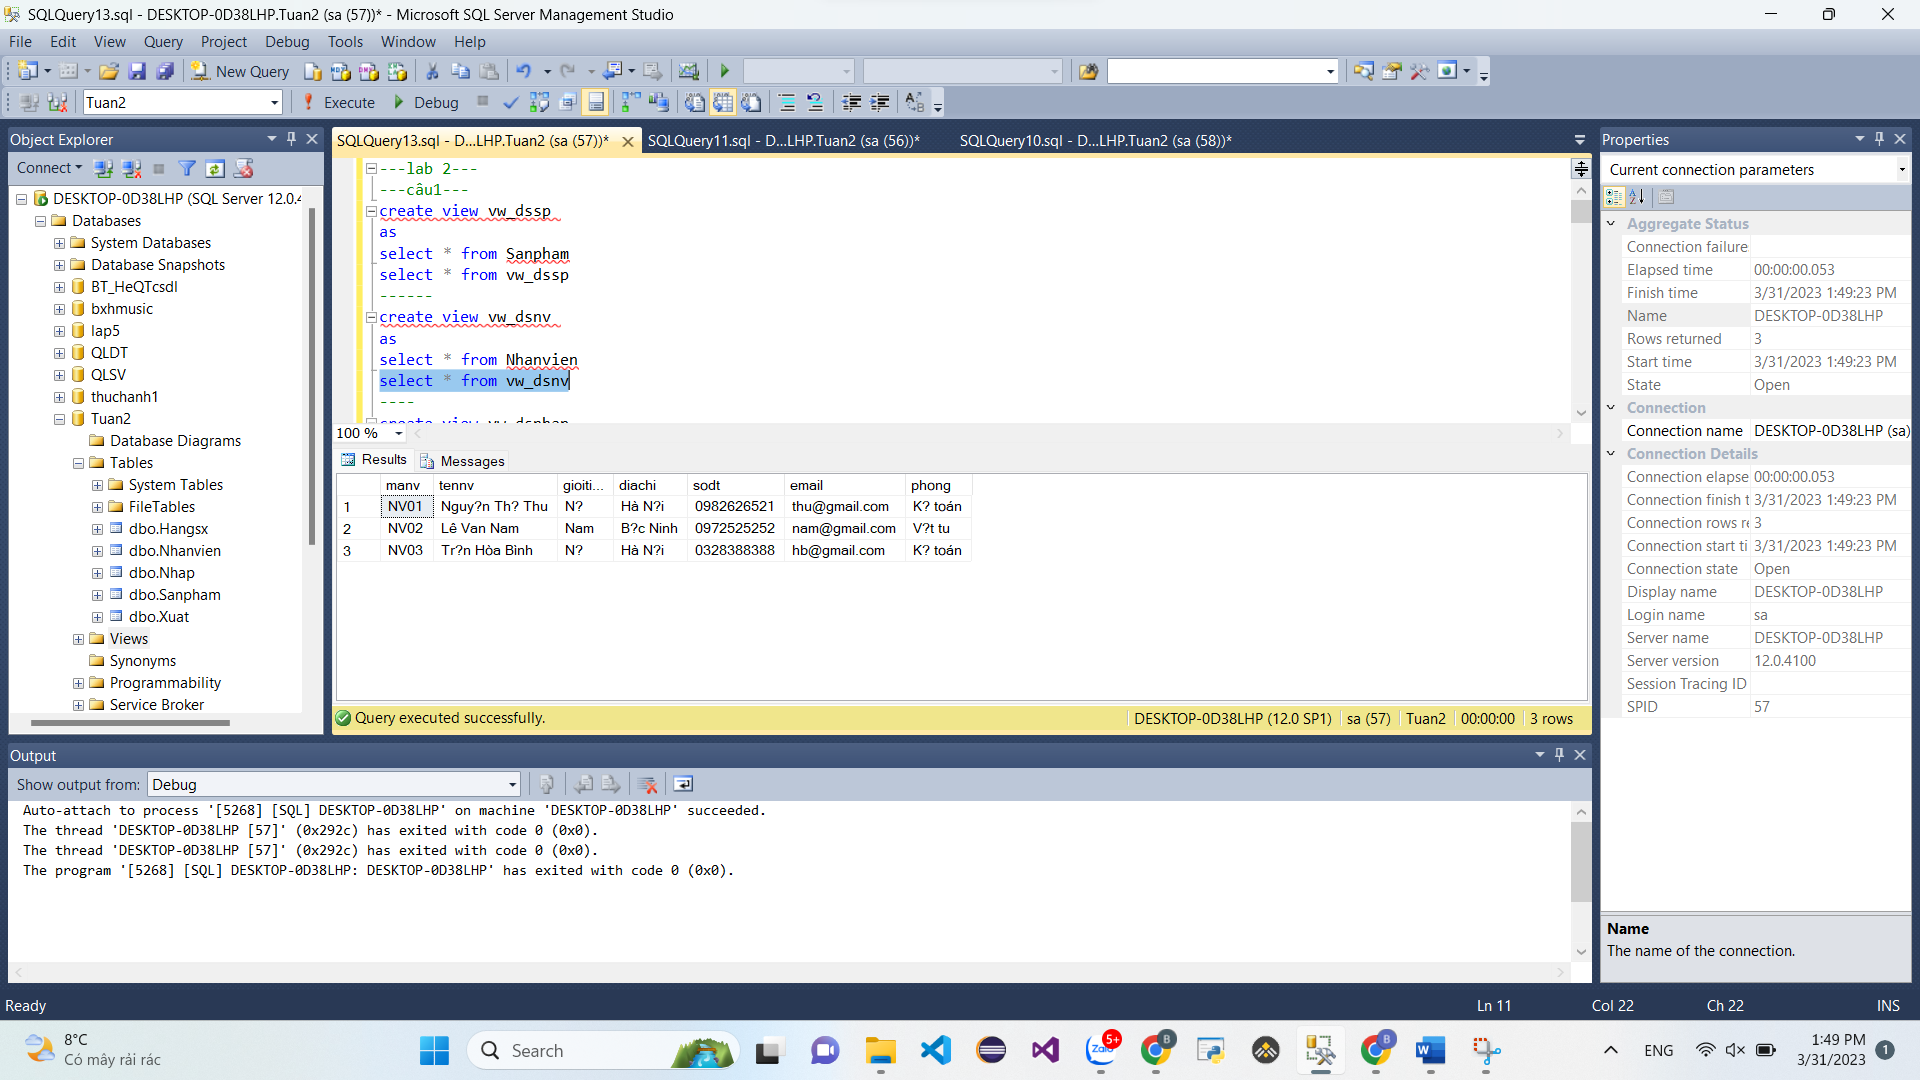 SQLQuery13.sql - DESKTOP-0D38LHP.Tuan2 (sa (57))* - Microsoft SQL Server Management Studio
File Edit View Query Project Debug Tools Window Help
New Query
Tuan2 Execute Debug
Object Explorer
Connect
DESKTOP-0D38LHP (SQL Server 12.0.4
Databases
System Databases
Database Snapshots
BT_HeQTcsdl
bxhmusic
lap5
QLDT
QLSV
thuchanh1
Tuan2
Database Diagrams
Tables
System Tables
FileTables
dbo.Hangsx
dbo.Nhanvien
dbo.Nhap
dbo.Sanpham
dbo.Xuat
Views
Synonyms
Programmability
Service Broker
SQLQuery13.sql - D...LHP.Tuan2 (sa (57))* SQLQuery11.sql - D...LHP.Tuan2 (sa (56))* SQLQuery10.sql - D...LHP.Tuan2 (sa (58))*
---lab 2---
---câu1---
create view vw_dssp
as
select * from Sanpham
select * from vw_dssp
------
create view vw_dsnv
as
select * from Nhanvien
select * from vw_dsnv
----
100 %
Results Messages
manv tennv gioiti... diachi sodt email phong
1 NV01 Nguy?n Th? Thu N? Hà N?i 0982626521 thu@gmail.com K? toán
2 NV02 Lê Van Nam Nam B?c Ninh 0972525252 nam@gmail.com V?t tu
3 NV03 Tr?n Hòa Bình N? Hà N?i 0328388388 hb@gmail.com K? toán
Query executed successfully. DESKTOP-0D38LHP (12.0 SP1) sa (57) Tuan2 00:00:00 3 rows
Properties
Current connection parameters
Aggregate Status
Connection failure
Elapsed time 00:00:00.053
Finish time 3/31/2023 1:49:23 PM
Name DESKTOP-0D38LHP
Rows returned 3
Start time 3/31/2023 1:49:23 PM
State Open
Connection
Connection name DESKTOP-0D38LHP (sa)
Connection Details
Connection elapse 00:00:00.053
Connection finish t 3/31/2023 1:49:23 PM
Connection rows re 3
Connection start ti 3/31/2023 1:49:23 PM
Connection state Open
Display name DESKTOP-0D38LHP
Login name sa
Server name DESKTOP-0D38LHP
Server version 12.0.4100
Session Tracing ID
SPID 57
Name
The name of the connection.
Output
Show output from: Debug
Auto-attach to process '[5268] [SQL] DESKTOP-0D38LHP' on machine 'DESKTOP-0D38LHP' succeeded.
The thread 'DESKTOP-0D38LHP [57]' (0x292c) has exited with code 0 (0x0).
The thread 'DESKTOP-0D38LHP [57]' (0x292c) has exited with code 0 (0x0).
The program '[5268] [SQL] DESKTOP-0D38LHP: DESKTOP-0D38LHP' has exited with code 0 (0x0).
Ready Ln 11 Col 22 Ch 22 INS
8°C
Có mây rải rác
Search
Zalo
5+
B
B
ENG
1:49 PM
3/31/2023
1